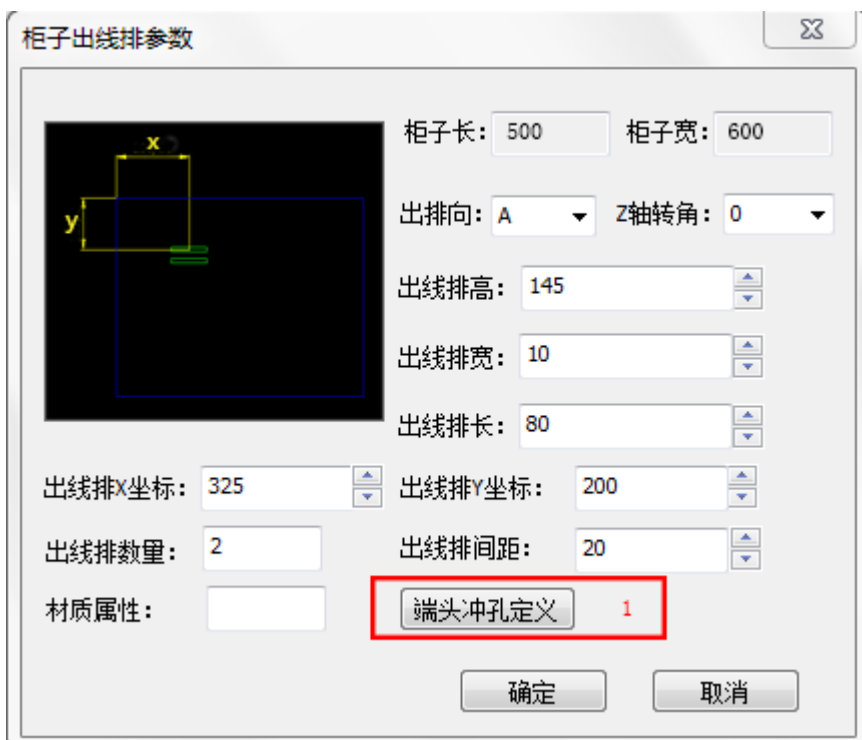 柜子出线排参数
x
y
柜子长： 500 柜子宽： 600
出排向： A Z轴转角： 0
出线排高： 145
出线排宽： 10
出线排长： 80
出线排X坐标： 325 出线排Y坐标： 200
出线排数量： 2 出线排间距： 20
材质属性： 端头冲孔定义 1
确定 取消